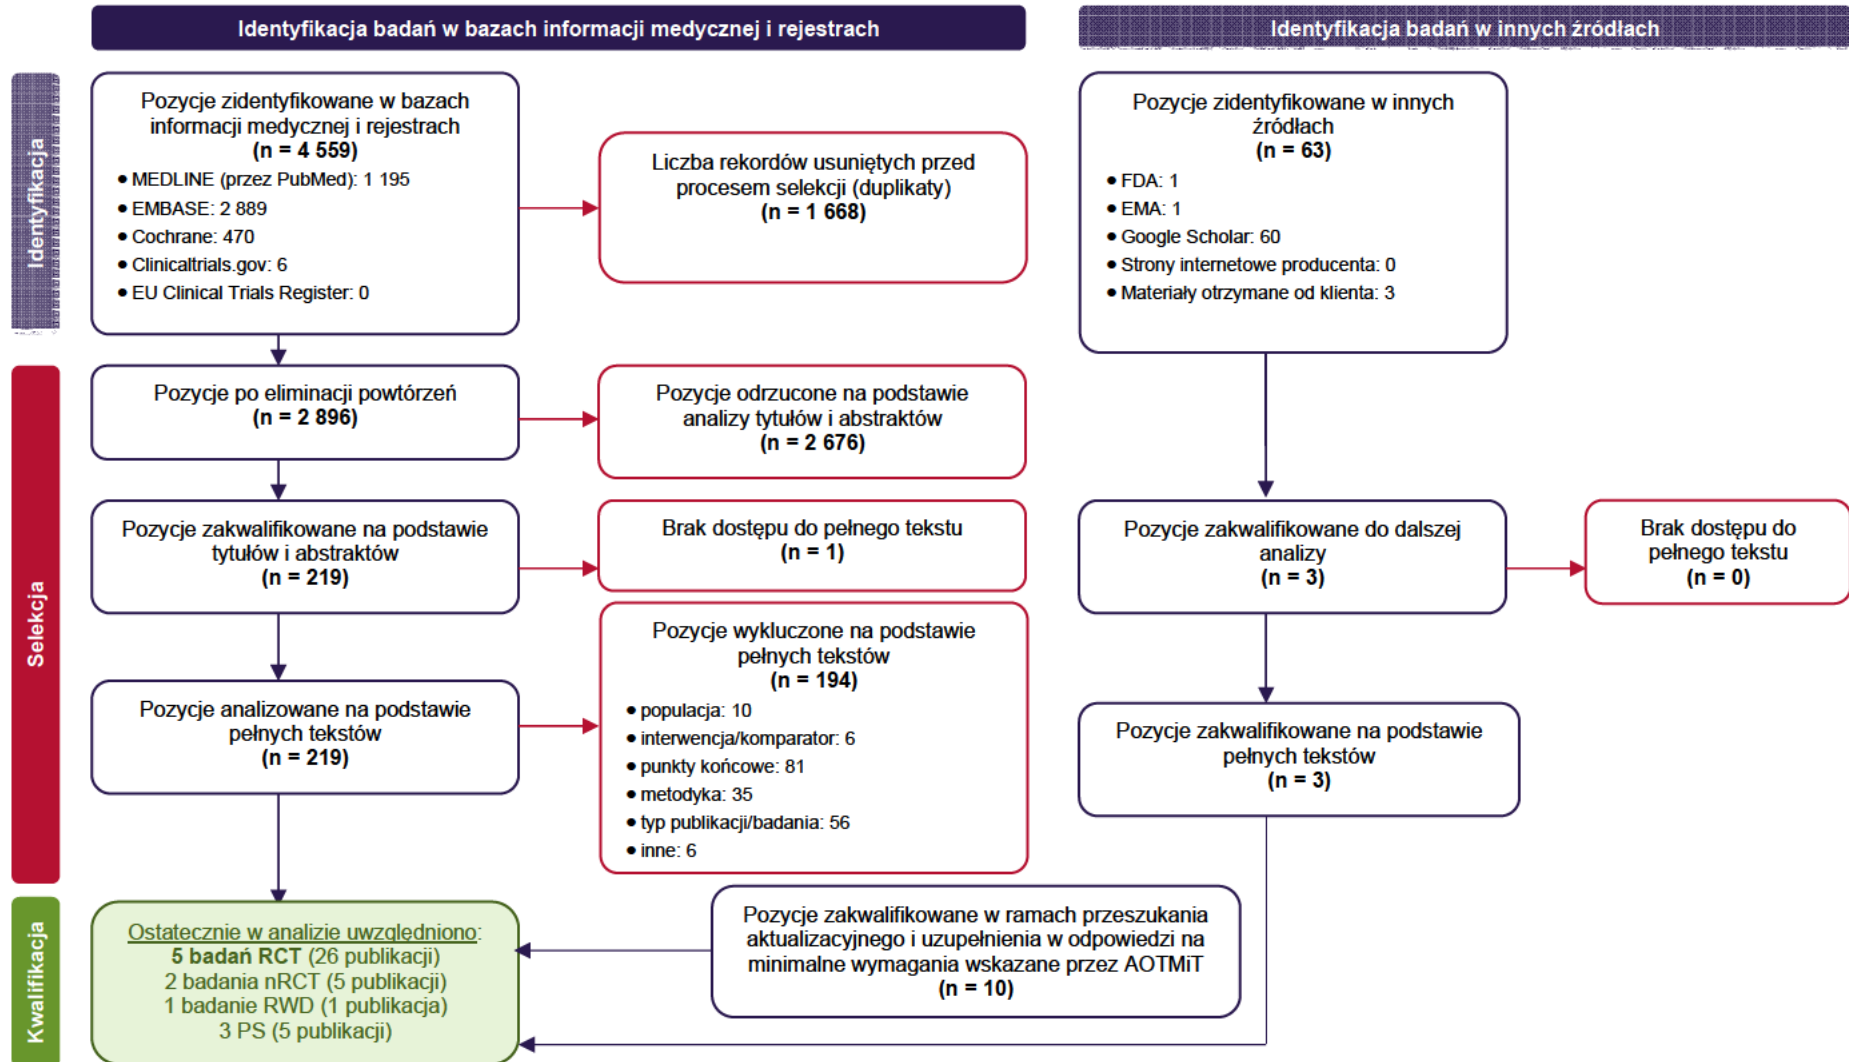 Identyfikacja badań w bazach informacji medycznej i rejestrach
Identyfikacja badań w innych źródłach
Identyfikacja
Pozycje zidentyfikowane w bazach
informacji medycznej i rejestrach
(n = 4 559)
• MEDLINE (przez PubMed): 1 195
• EMBASE: 2 889
• Cochrane: 470
• Clinicaltrials.gov: 6
• EU Clinical Trials Register: 0
Liczba rekordów usuniętych przed
procesem selekcji (duplikaty)
(n = 1 668)
Pozycje zidentyfikowane w innych
źródłach
(n = 63)
• FDA: 1
• EMA: 1
• Google Scholar: 60
• Strony internetowe producenta: 0
• Materiały otrzymane od klienta: 3
Selekcja
Pozycje po eliminacji powtórzeń
(n = 2 896)
Pozycje odrzucone na podstawie
analizy tytułów i abstraktów
(n = 2 676)
Pozycje zakwalifikowane na podstawie
tytułów i abstraktów
(n = 219)
Brak dostępu do pełnego tekstu
(n = 1)
Pozycje zakwalifikowane do dalszej
analizy
(n = 3)
Brak dostępu do
pełnego tekstu
(n = 0)
Pozycje analizowane na podstawie
pełnych tekstów
(n = 219)
Pozycje wykluczone na podstawie
pełnych tekstów
(n = 194)
• populacja: 10
• interwencja/komparator: 6
• punkty końcowe: 81
• metodyka: 35
• typ publikacji/badania: 56
• inne: 6
Pozycje zakwalifikowane na podstawie
pełnych tekstów
(n = 3)
Kwalifikacja
Ostatecznie w analizie uwzględniono:
5 badań RCT (26 publikacji)
2 badania nRCT (5 publikacji)
1 badanie RWD (1 publikacja)
3 PS (5 publikacji)
Pozycje zakwalifikowane w ramach przeszukania
aktualizacyjnego i uzupełnienia w odpowiedzi na
minimalne wymagania wskazane przez AOTMiT
(n = 10)